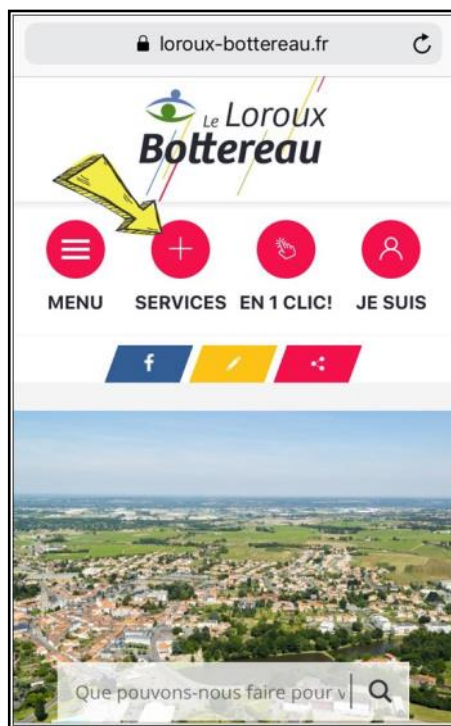 loroux-bottereau.fr
Le Loroux
Bottereau
MENU SERVICES EN 1 CLIC! JE SUIS
f
Que pouvons-nous faire pour v